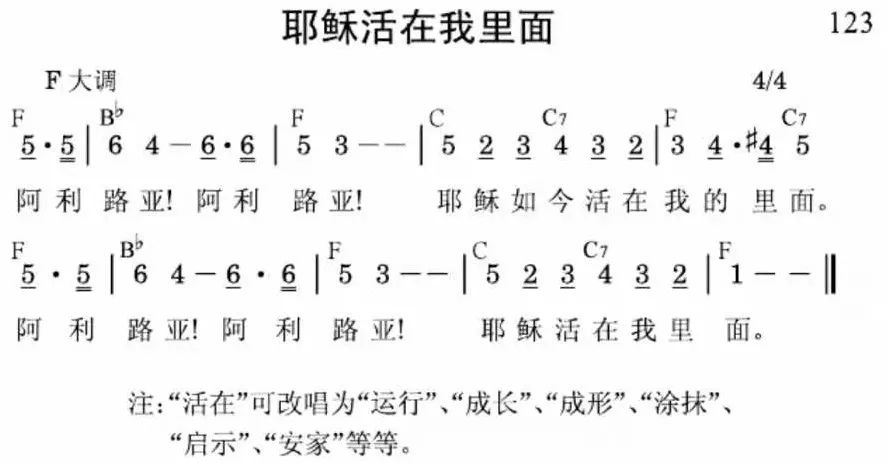 耶稣活在我里面 123
F 大调 4/4
F B♭ F C C7 F C7
5·5 | 6 4 – 6·6 | 5 3 – – | 5 2 3 4 3 2 | 3 4·♯4 5
阿利路亚!阿利路亚! 耶稣如今活在我的里面。
F B♭ F C C7 F
5·5 | 6 4 – 6·6 | 5 3 – – | 5 2 3 4 3 2 | 1 – – ‖
阿利路亚!阿利路亚! 耶稣活在我里面。
注:“活在”可改唱为“运行”、“成长”、“成形”、“涂抹”、
“启示”、“安家”等等。